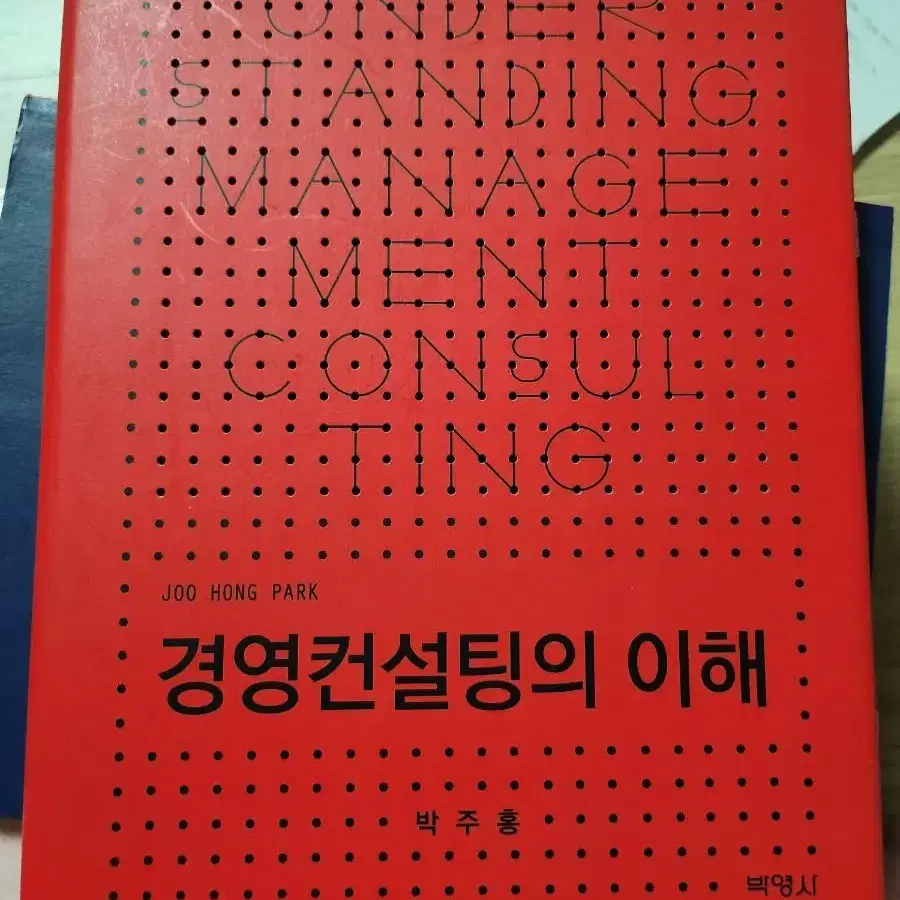 UNDER
STANDING
MANAGE
MENT
CONSUL
TING
JOO HONG PARK
경영컨설팅의 이해
박주홍
박영사